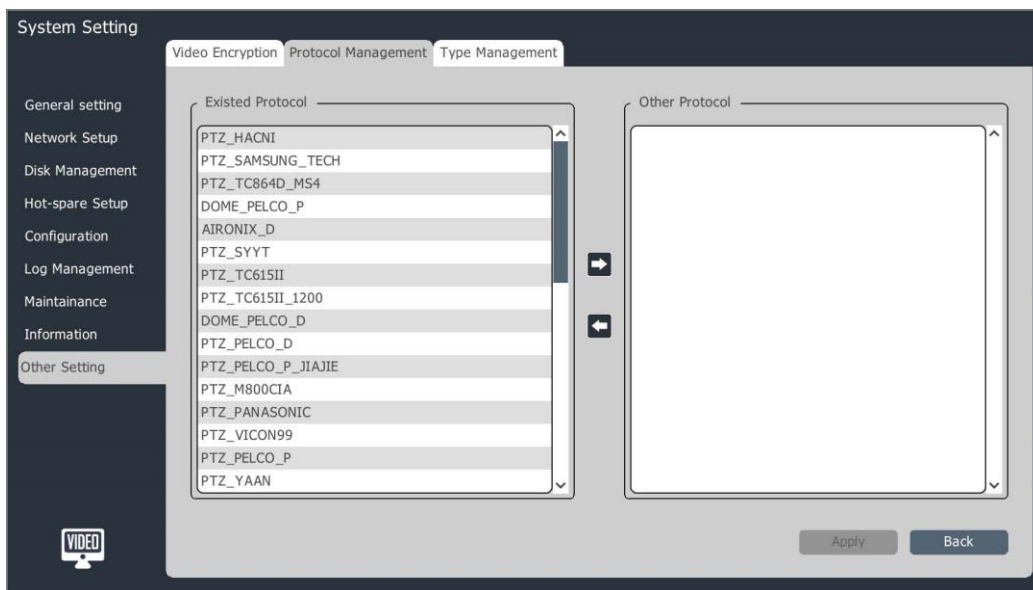 System Setting
Video Encryption Protocol Management Type Management
General setting
Network Setup
Disk Management
Hot-spare Setup
Configuration
Log Management
Maintainance
Information
Other Setting
Existed Protocol
PTZ_HACNI
PTZ_SAMSUNG_TECH
PTZ_TC864D_MS4
DOME_PELCO_P
AIRONIX_D
PTZ_SYYT
PTZ_TC615II
PTZ_TC615II_1200
DOME_PELCO_D
PTZ_PELCO_D
PTZ_PELCO_P_JIAJIE
PTZ_M800CIA
PTZ_PANASONIC
PTZ_VICON99
PTZ_PELCO_P
PTZ_YAAN
Other Protocol
VIDEO
Apply Back